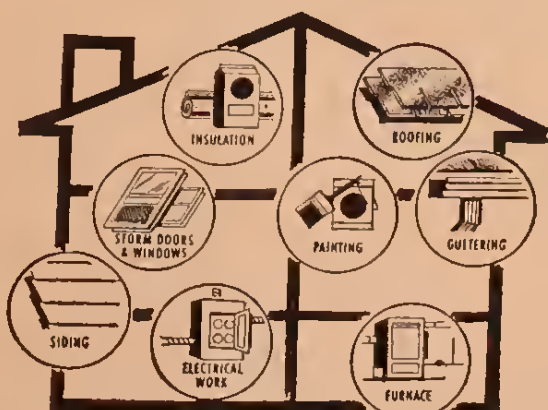 INSULATION
ROOFING
STORM DOORS
& WINDOWS
PAINTING
GUTTERING
SIDING
ELECTRICAL
WORK
FURNACE